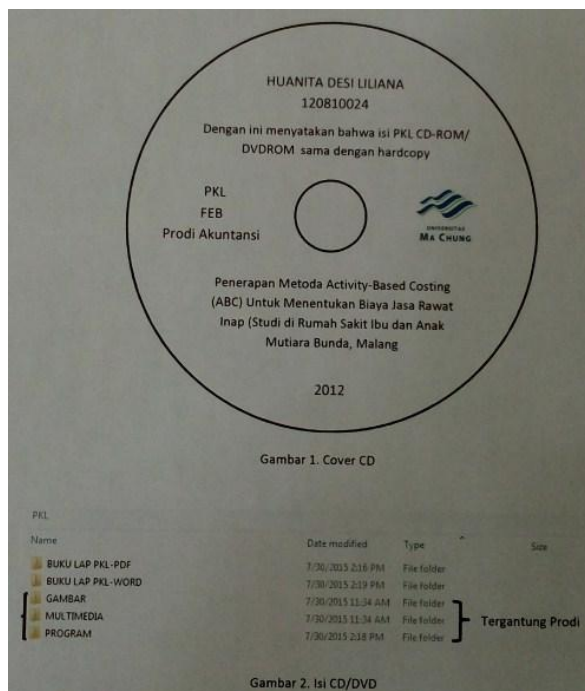 HUANITA DESI LILIANA
120810024
Dengan ini menyatakan bahwa isi PKL CD-ROM/
DVDROM sama dengan hardcopy
PKL
FEB
Prodi Akuntansi
UNIVERSITAS
MA CHUNG
Penerapan Metoda Activity-Based Costing
(ABC) Untuk Menentukan Biaya Jasa Rawat
Inap (Studi di Rumah Sakit Ibu dan Anak
Mutiara Bunda, Malang
2012
Gambar 1. Cover CD
PKL
Name Date modified Type Size
BUKU LAP PKL-PDF 7/30/2015 2:16 PM File folder
BUKU LAP PKL-WORD 7/30/2015 2:19 PM File folder
GAMBAR 7/30/2015 11:34 AM File folder
MULTIMEDIA 7/30/2015 11:34 AM File folder Tergantung Prodi
PROGRAM 7/30/2015 2:18 PM File folder
Gambar 2. Isi CD/DVD